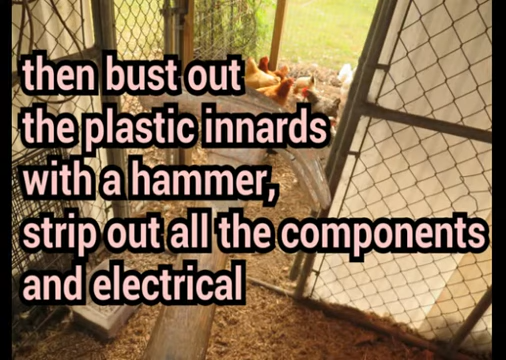 then bust out
the plastic innards
with a hammer,
strip out all the components
and electrical